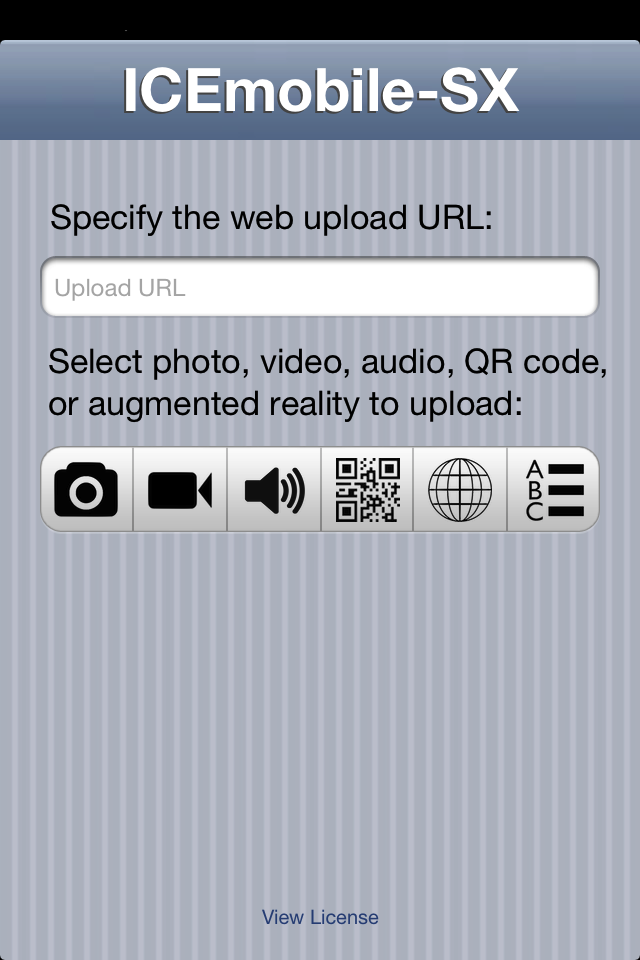 ICEmobile-SX
Specify the web upload URL:
Upload URL
Select photo, video, audio, QR code,
or augmented reality to upload:
A
B
C
View License